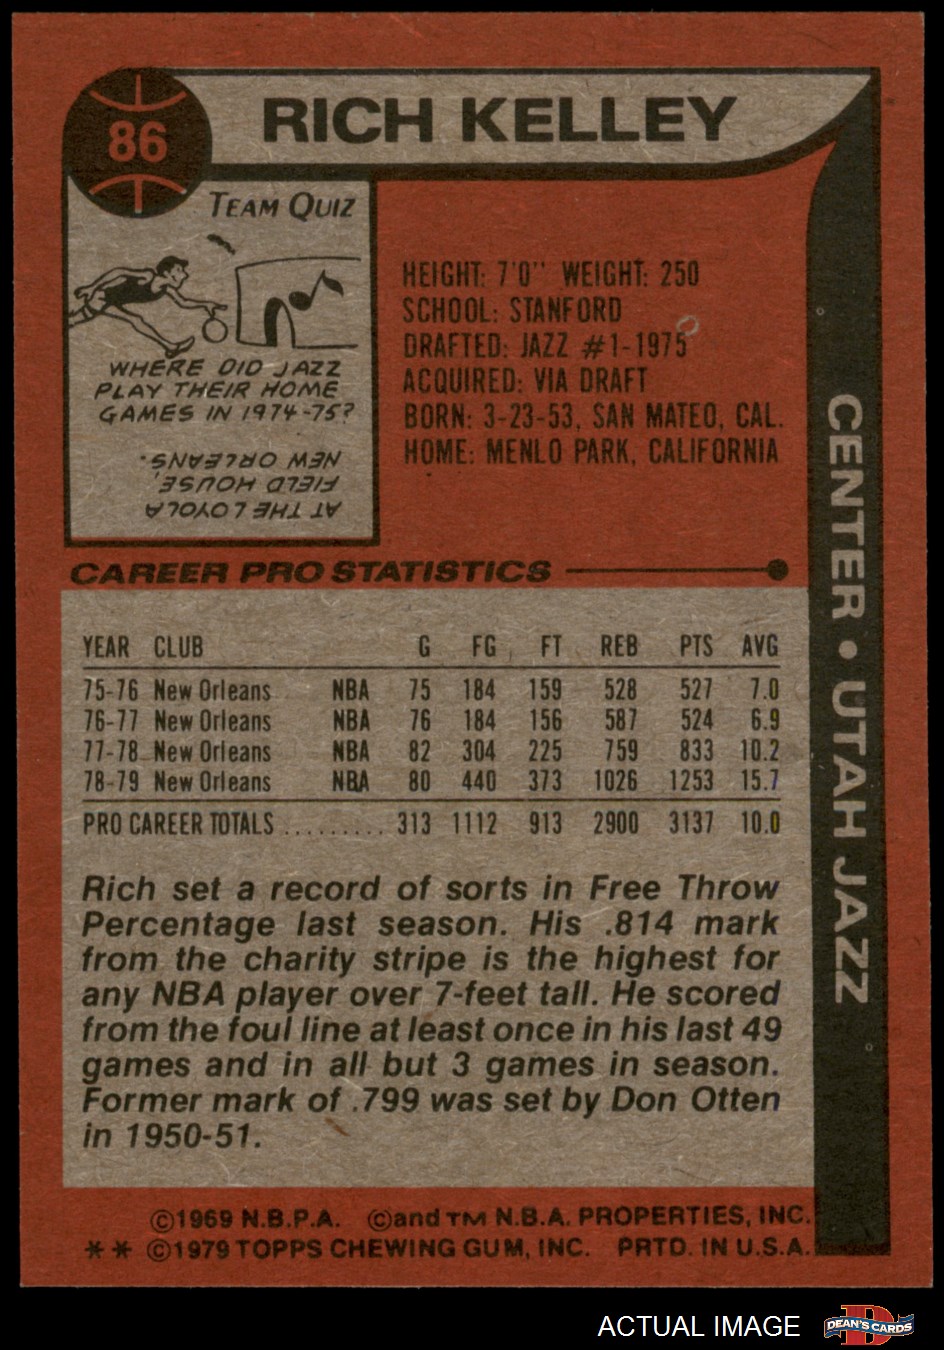 86
RICH KELLEY
TEAM QUIZ
WHERE DID JAZZ
PLAY THEIR HOME
GAMES IN 1974-75?
AT THE LOYOLA
FIELD HOUSE,
NEW ORLEANS.
HEIGHT: 7'0'' WEIGHT: 250
SCHOOL: STANFORD
DRAFTED: JAZZ #1-1975
ACQUIRED: VIA DRAFT
BORN: 3-23-53, SAN MATEO, CAL.
HOME: MENLO PARK, CALIFORNIA
CENTER • UTAH JAZZ
CAREER PRO STATISTICS
YEAR CLUB G FG FT REB PTS AVG
75-76 New Orleans NBA 75 184 159 528 527 7.0
76-77 New Orleans NBA 76 184 156 587 524 6.9
77-78 New Orleans NBA 82 304 225 759 833 10.2
78-79 New Orleans NBA 80 440 373 1026 1253 15.7
PRO CAREER TOTALS .......... 313 1112 913 2900 3137 10.0
Rich set a record of sorts in Free Throw
Percentage last season. His .814 mark
from the charity stripe is the highest for
any NBA player over 7-feet tall. He scored
from the foul line at least once in his last 49
games and in all but 3 games in season.
Former mark of .799 was set by Don Otten
in 1950-51.
©1969 N.B.P.A. ©and TM N.B.A. PROPERTIES, INC.
** ©1979 TOPPS CHEWING GUM, INC. PRTD. IN U.S.A.
ACTUAL IMAGE
D
DEAN'S CARDS